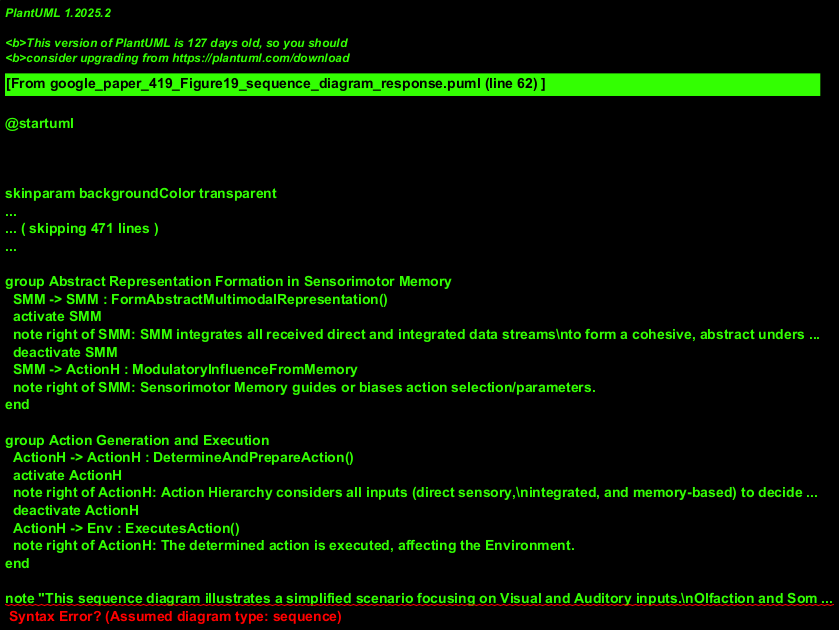 PlantUML 1.2025.2
<b>This version of PlantUML is 127 days old, so you should
<b>consider upgrading from https://plantuml.com/download
[From google_paper_419_Figure19_sequence_diagram_response.puml (line 62) ]
@startuml
skinparam backgroundColor transparent
...
... ( skipping 471 lines )
...
group Abstract Representation Formation in Sensorimotor Memory
SMM -> SMM : FormAbstractMultimodalRepresentation()
activate SMM
note right of SMM: SMM integrates all received direct and integrated data streams\nto form a cohesive, abstract unders ...
deactivate SMM
SMM -> ActionH : ModulatoryInfluenceFromMemory
note right of SMM: Sensorimotor Memory guides or biases action selection/parameters.
end
group Action Generation and Execution
ActionH -> ActionH : DetermineAndPrepareAction()
activate ActionH
note right of ActionH: Action Hierarchy considers all inputs (direct sensory,\nintegrated, and memory-based) to decide ...
deactivate ActionH
ActionH -> Env : ExecutesAction()
note right of ActionH: The determined action is executed, affecting the Environment.
end
note "This sequence diagram illustrates a simplified scenario focusing on Visual and Auditory inputs.\nOlfaction and Som ...
Syntax Error? (Assumed diagram type: sequence)